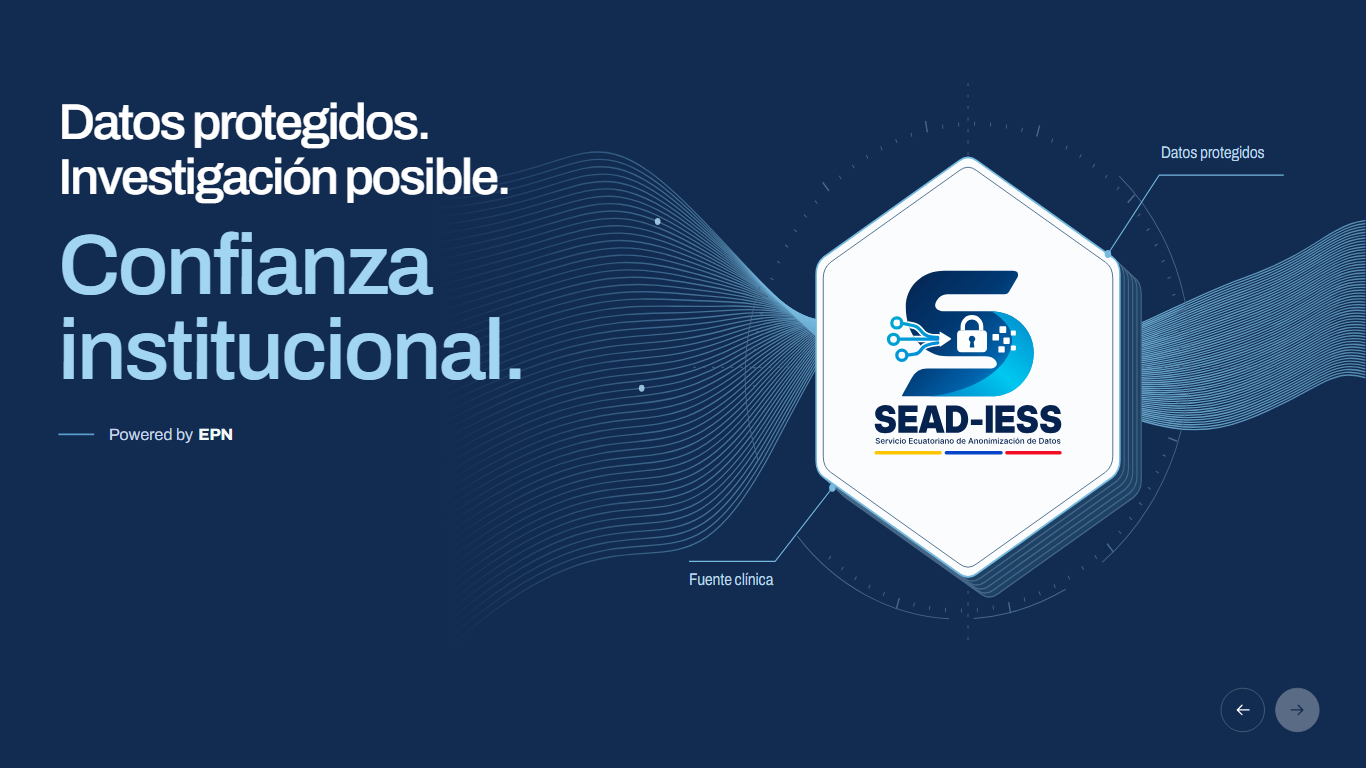 Datos protegidos.
Investigación posible.
Confianza
institucional.
Powered by EPN
Datos protegidos
SEAD-IESS
Servicio Ecuatoriano de Anonimización de Datos
Fuente clínica